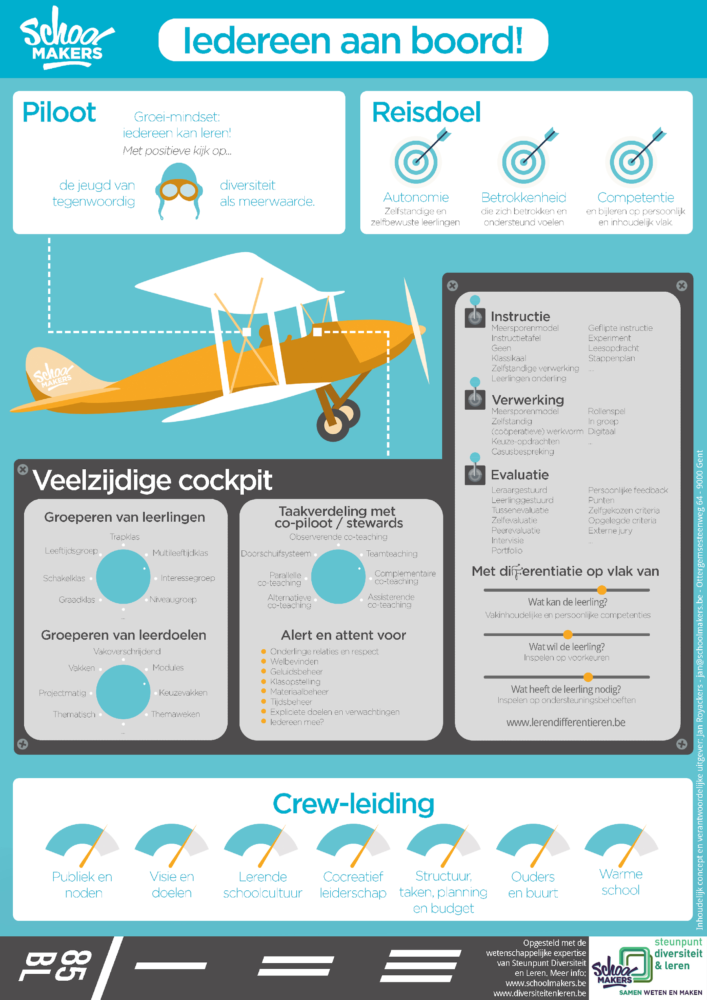 School
MAKERS
Iedereen aan boord!
Piloot
Groei-mindset:
iedereen kan leren!
Met positieve kijk op...
de jeugd van
tegenwoordig
diversiteit
als meerwaarde.
Reisdoel
Autonomie
Zelfstandige en
zelfbewuste leerlingen
Betrokkenheid
die zich betrokken en
ondersteund voelen
Competentie
en bijleren op persoonlijk
en inhoudelijk vlak.
School
MAKERS
Instructie
Meersporenmodel
Instructietafel
Geen
Klassikaal
Zelfstandige verwerking
Leerlingen onderling
Geflipte instructie
Experiment
Leesopdracht
Stappenplan
....
Verwerking
Meersporenmodel
Zelfstandig
(coöperatieve) werkvorm
Keuze-opdrachten
Casusbespreking
Rollenspel
In groep
Digitaal
...
Evaluatie
Leraargestuurd
Leerlinggestuurd
Tussenevaluatie
Zelfevaluatie
Peerevaluatie
Intervisie
Portfolio
Persoonlijke feedback
Punten
Zelfgekozen criteria
Opgelegde criteria
Externe jury
...
Met differentiatie op vlak van
Wat kan de leerling?
Vakinhoudelijke en persoonlijke competenties
Wat wil de leerling?
Inspelen op voorkeuren
Wat heeft de leerling nodig?
Inspelen op ondersteuningsbehoeften
www.lerendifferentieren.be
Veelzijdige cockpit
Groeperen van leerlingen
Trapklas
Leeftijdsgroep
Multileeftijdklas
Schakelklas
Interessegroep
Graadklas
Niveaugroep
...
Groeperen van leerdoelen
Vakoverschrijdend
Vakken
Modules
Projectmatig
Keuzevakken
Thematisch
Themaweken
...
Taakverdeling met
co-piloot / stewards
Observerende co-teaching
Doorschuifsysteem
Teamteaching
Parallelle
co-teaching
Complementaire
co-teaching
Alternatieve
co-teaching
Assisterende
co-teaching
Alert en attent voor
Onderlinge relaties en respect
Welbevinden
Geluidsbeheer
Klasopstelling
Materiaalbeheer
Tijdsbeheer
Expliciete doelen en verwachtingen
Iedereen mee?
Crew-leiding
Publiek en
noden
Visie en
doelen
Lerende
schoolcultuur
Cocreatief
leiderschap
Structuur,
taken, planning
en budget
Ouders
en buurt
Warme
school
Inhoudelijk concept en verantwoordelijke uitgever: Jan Royackers - jan@schoolmakers.be - Ottergemsesteenweg 64 - 9000 Gent
85
BL
Opgesteld met de
wetenschappelijke expertise
van Steunpunt Diversiteit
en Leren. Meer info:
www.schoolmakers.be
www.diversiteitenleren.be
School
MAKERS
steunpunt
diversiteit
& leren
SAMEN WETEN EN MAKEN